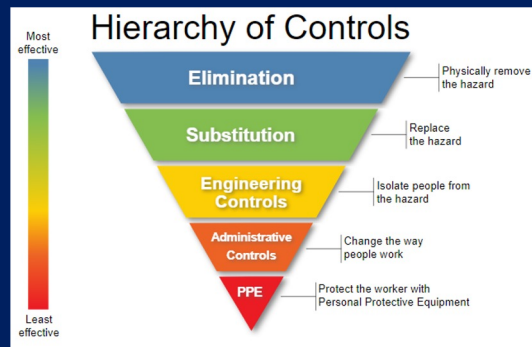 Hierarchy of Controls
Most
effective
Elimination
Physically remove
the hazard
Substitution
Replace
the hazard
Engineering
Controls
Isolate people from
the hazard
Administrative
Controls
Change the way
people work
PPE
Protect the worker with
Personal Protective Equipment
Least
effective